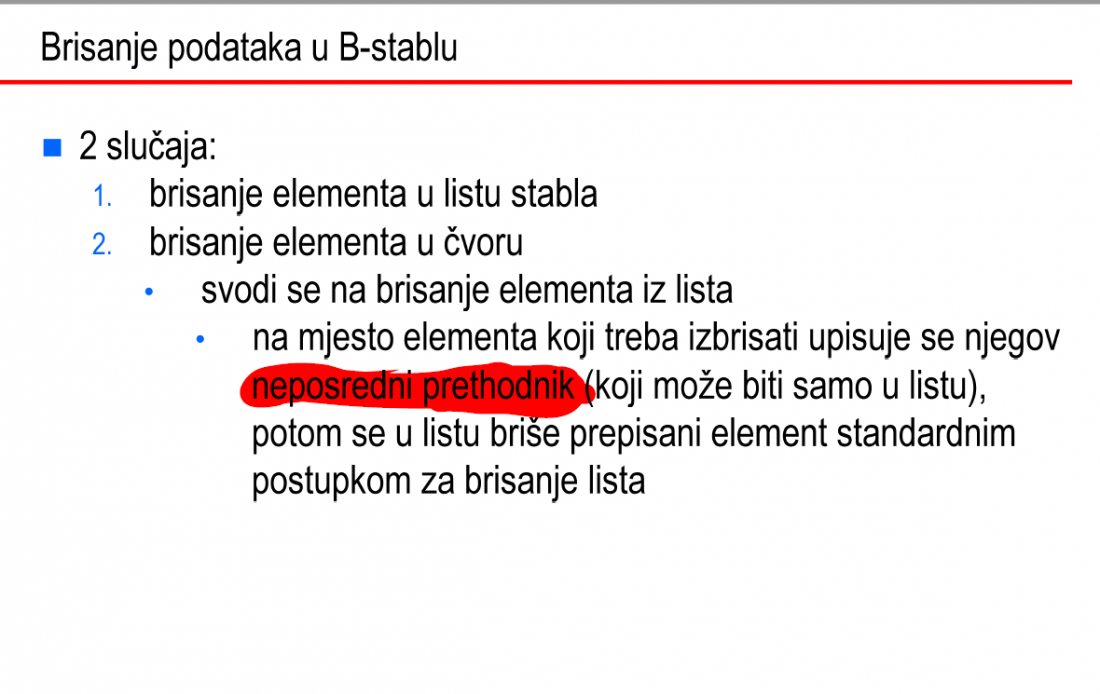 Brisanje podataka u B-stablu
2 slučaja:
1. brisanje elementa u listu stabla
2. brisanje elementa u čvoru
• svodi se na brisanje elementa iz lista
• na mjesto elementa koji treba izbrisati upisuje se njegov
neposredni prethodnik (koji može biti samo u listu),
potom se u listu briše prepisani element standardnim
postupkom za brisanje lista